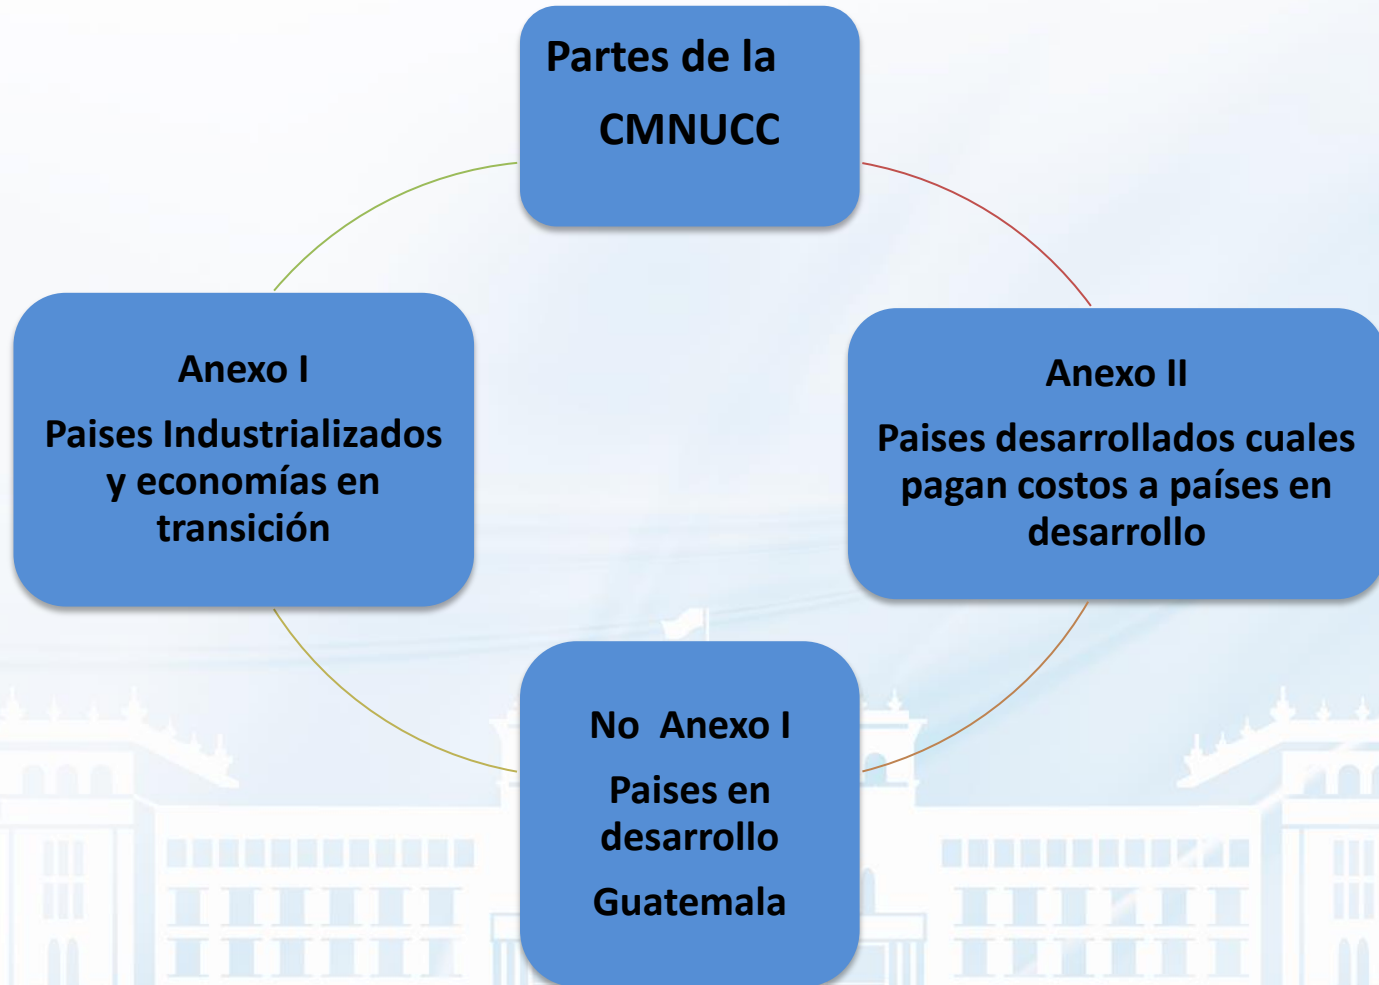 Partes de la
CMNUCC
Anexo I
Paises Industrializados
y economías en
transición
Anexo II
Paises desarrollados cuales
pagan costos a países en
desarrollo
No Anexo I
Paises en
desarrollo
Guatemala